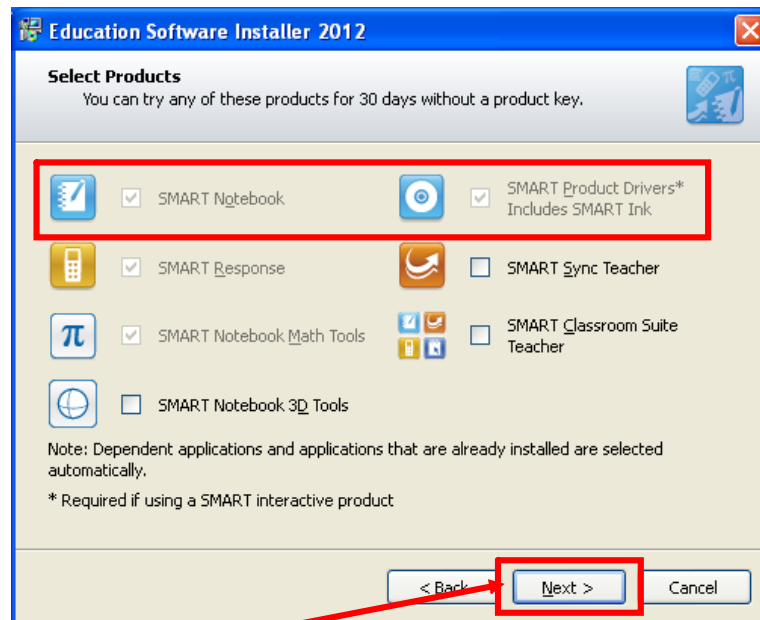 Education Software Installer 2012
Select Products
You can try any of these products for 30 days without a product key.
SMART Notebook
SMART Product Drivers*
Includes SMART Ink
SMART Response
SMART Sync Teacher
π
SMART Notebook Math Tools
SMART Classroom Suite
Teacher
SMART Notebook 3D Tools
Note: Dependent applications and applications that are already installed are selected
automatically.
* Required if using a SMART interactive product
< Back
Next >
Cancel